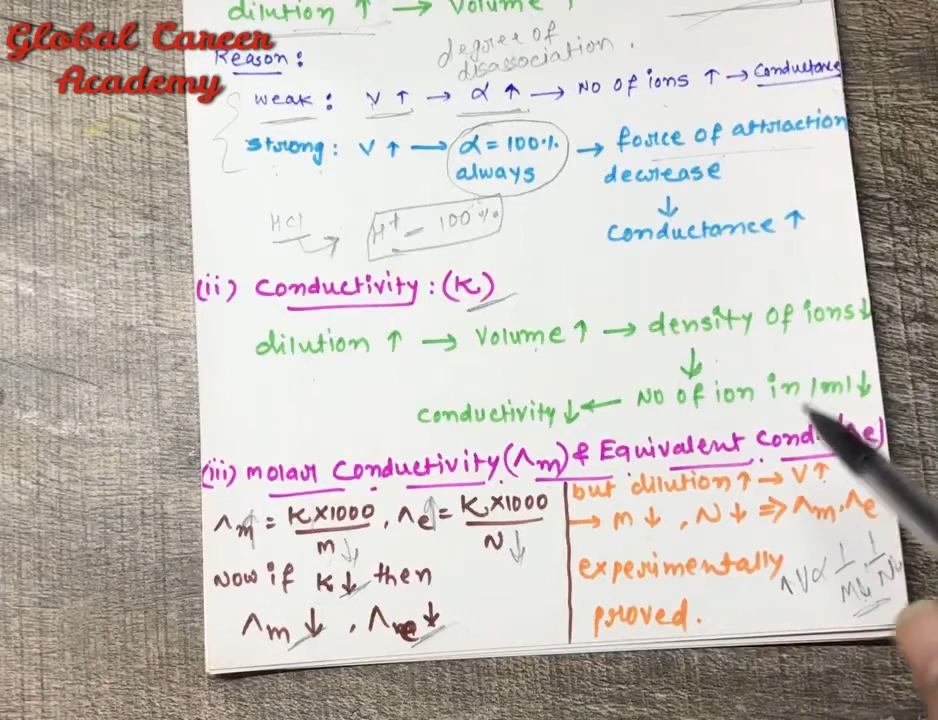 dilution ↑ → Volume ↑
Global Career
Academy
Reason:
degree of
disassociation.
weak: V ↑ → α ↑ → No of ions ↑ → Conductance
strong: V ↑ → α = 100% always → force of attraction decrease
↓
Conductance ↑
HCl → H+ = 100%
(ii) Conductivity: (K)
dilution ↑ → Volume ↑ → density of ions ↓
↓
Conductivity ↓ ← No of ion in 1ml ↓
(iii) Molar Conductivity (Λm) & Equivalent Cond. (Λe)
Λm = K×1000/M ↓, Λe = K×1000/N ↓
Now if K ↓ then
Λm ↓, Λe ↓
but dilution ↑ → V ↑
→ M ↓, N ↓ ⇒ Λm, Λe
experimentally
proved.